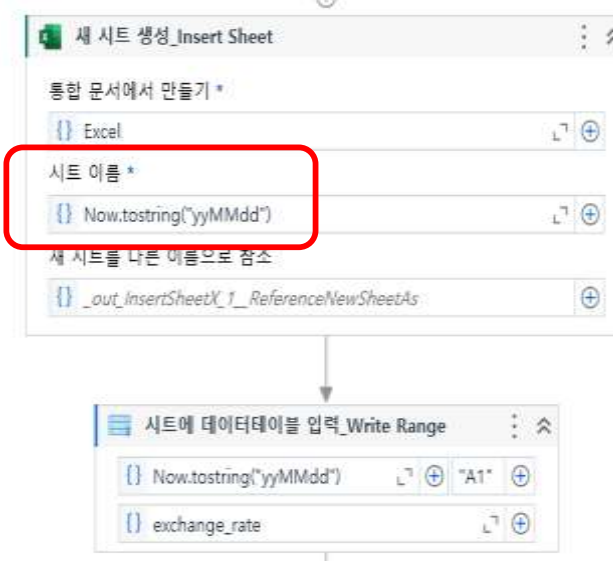 새 시트 생성_Insert Sheet
통합 문서에서 만들기 *
{} Excel
시트 이름 *
{} Now.tostring("yyMMdd")
새 시트를 다른 이름으로 참조
{} _out_InsertSheetX_1__ReferenceNewSheetAs
시트에 데이터테이블 입력_Write Range
{} Now.tostring("yyMMdd") "A1"
{} exchange_rate